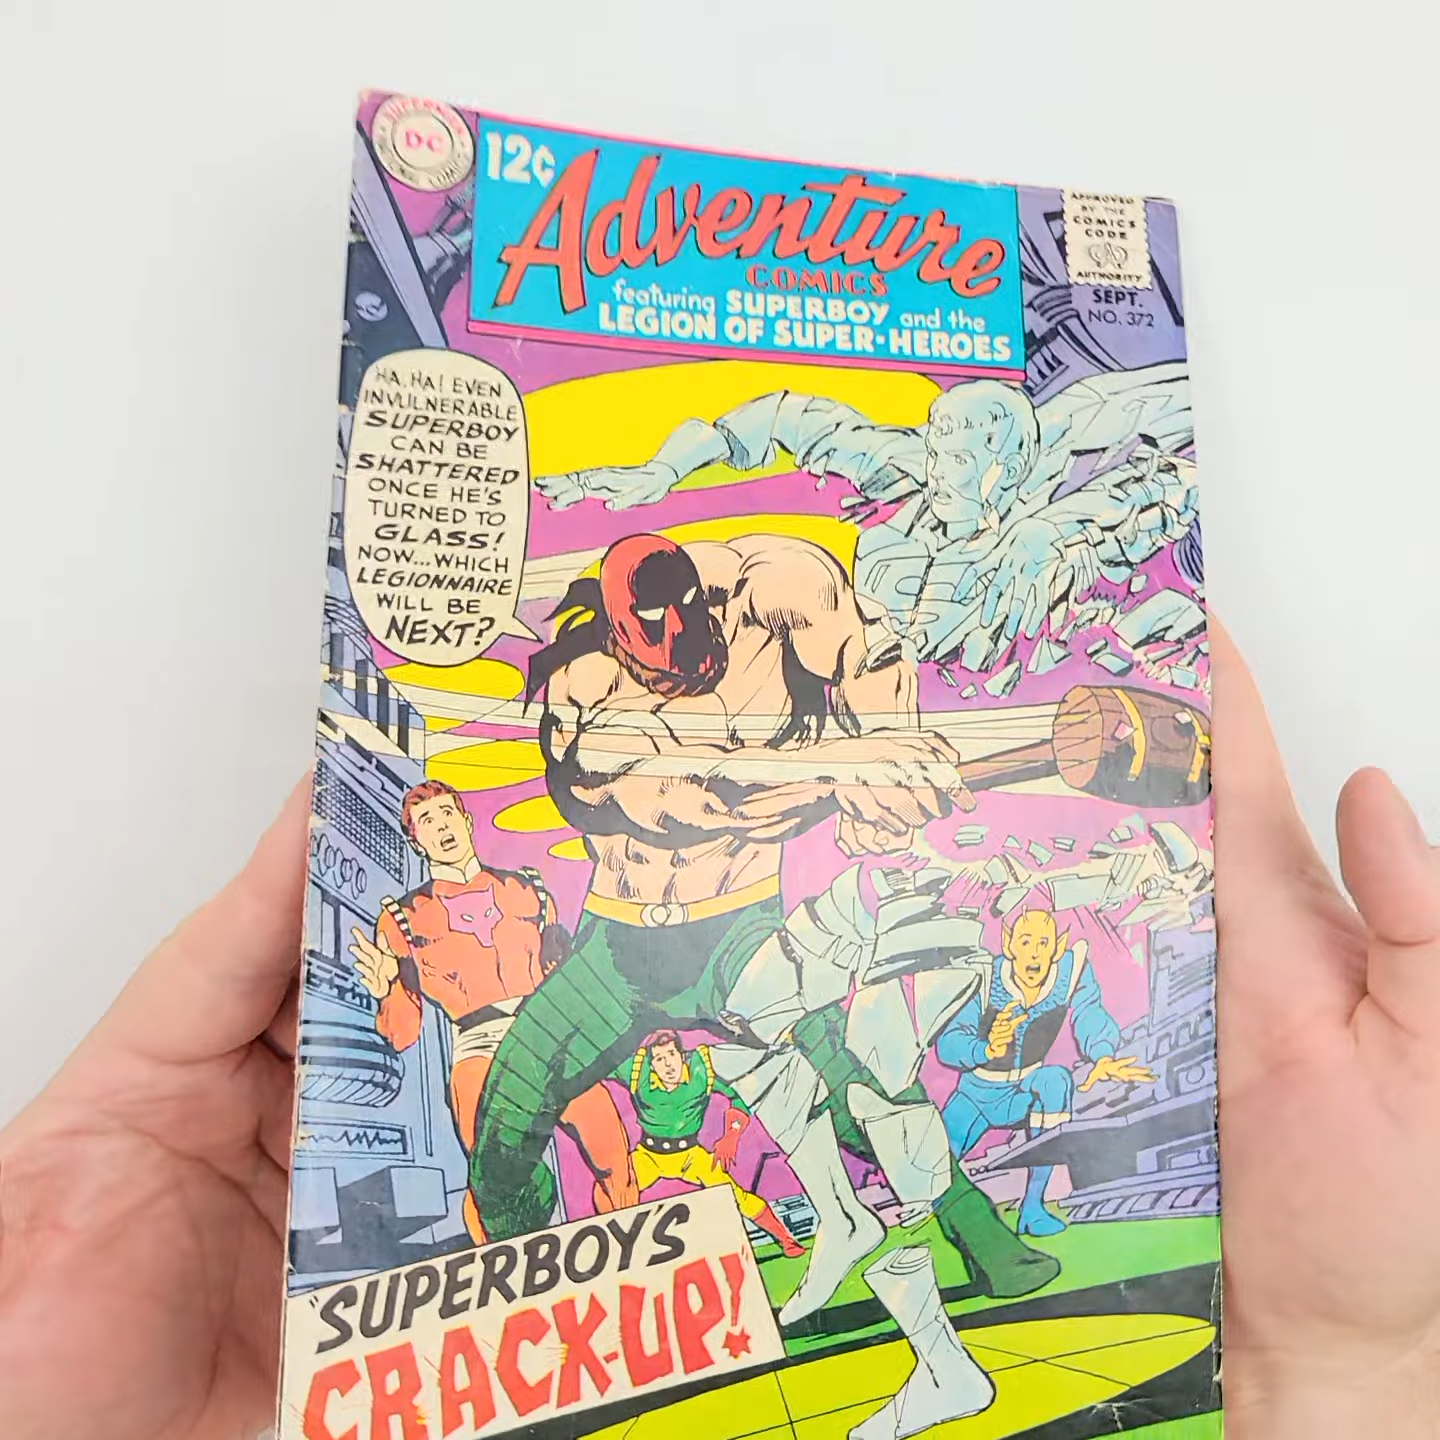 DC
12¢
Adventure
COMICS
featuring SUPERBOY and the
LEGION OF SUPER-HEROES
APPROVED
BY THE
COMICS
CODE
AUTHORITY
SEPT.
NO. 372
HA, HA! EVEN
INVULNERABLE
SUPERBOY
CAN BE
SHATTERED
ONCE HE'S
TURNED TO
GLASS!
NOW...WHICH
LEGIONNAIRE
WILL BE
NEXT?
"SUPERBOY'S
CRACK-UP!"